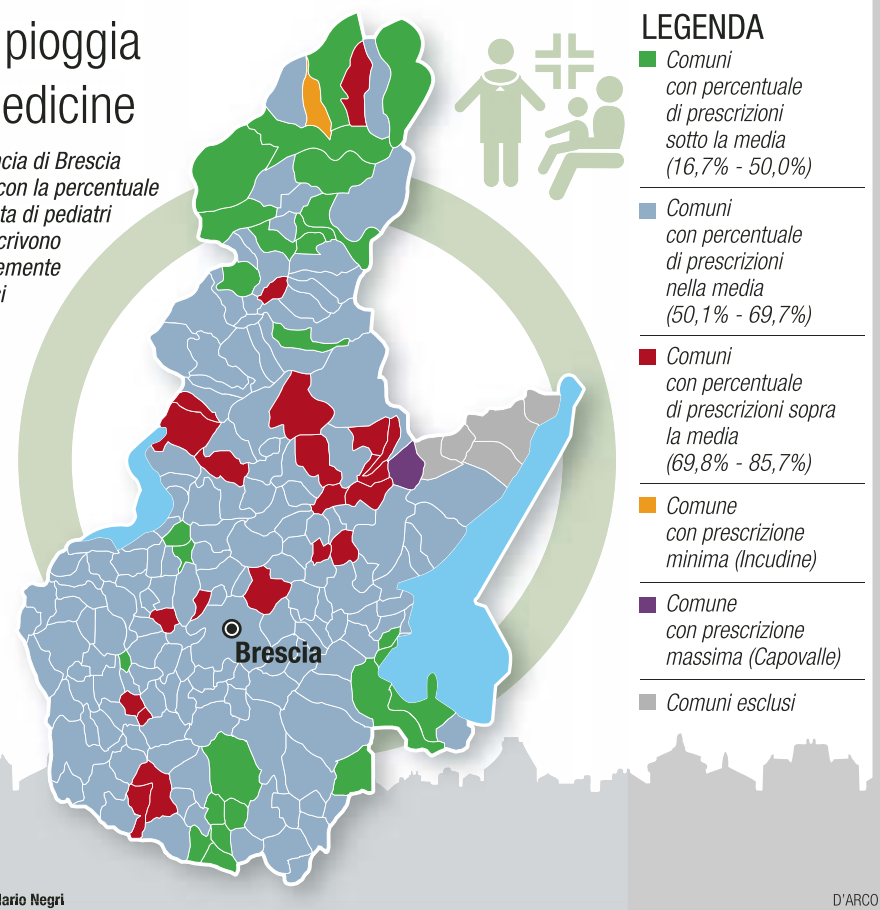 pioggia
edicine
ncia di Brescia
con la percentuale
ta di pediatri
crivono
emente
ci
Brescia
LEGENDA
Comuni
con percentuale
di prescrizioni
sotto la media
(16,7% - 50,0%)
Comuni
con percentuale
di prescrizioni
nella media
(50,1% - 69,7%)
Comuni
con percentuale
di prescrizioni sopra
la media
(69,8% - 85,7%)
Comune
con prescrizione
minima (Incudine)
Comune
con prescrizione
massima (Capovalle)
Comuni esclusi
Mario Negri
D'ARCO